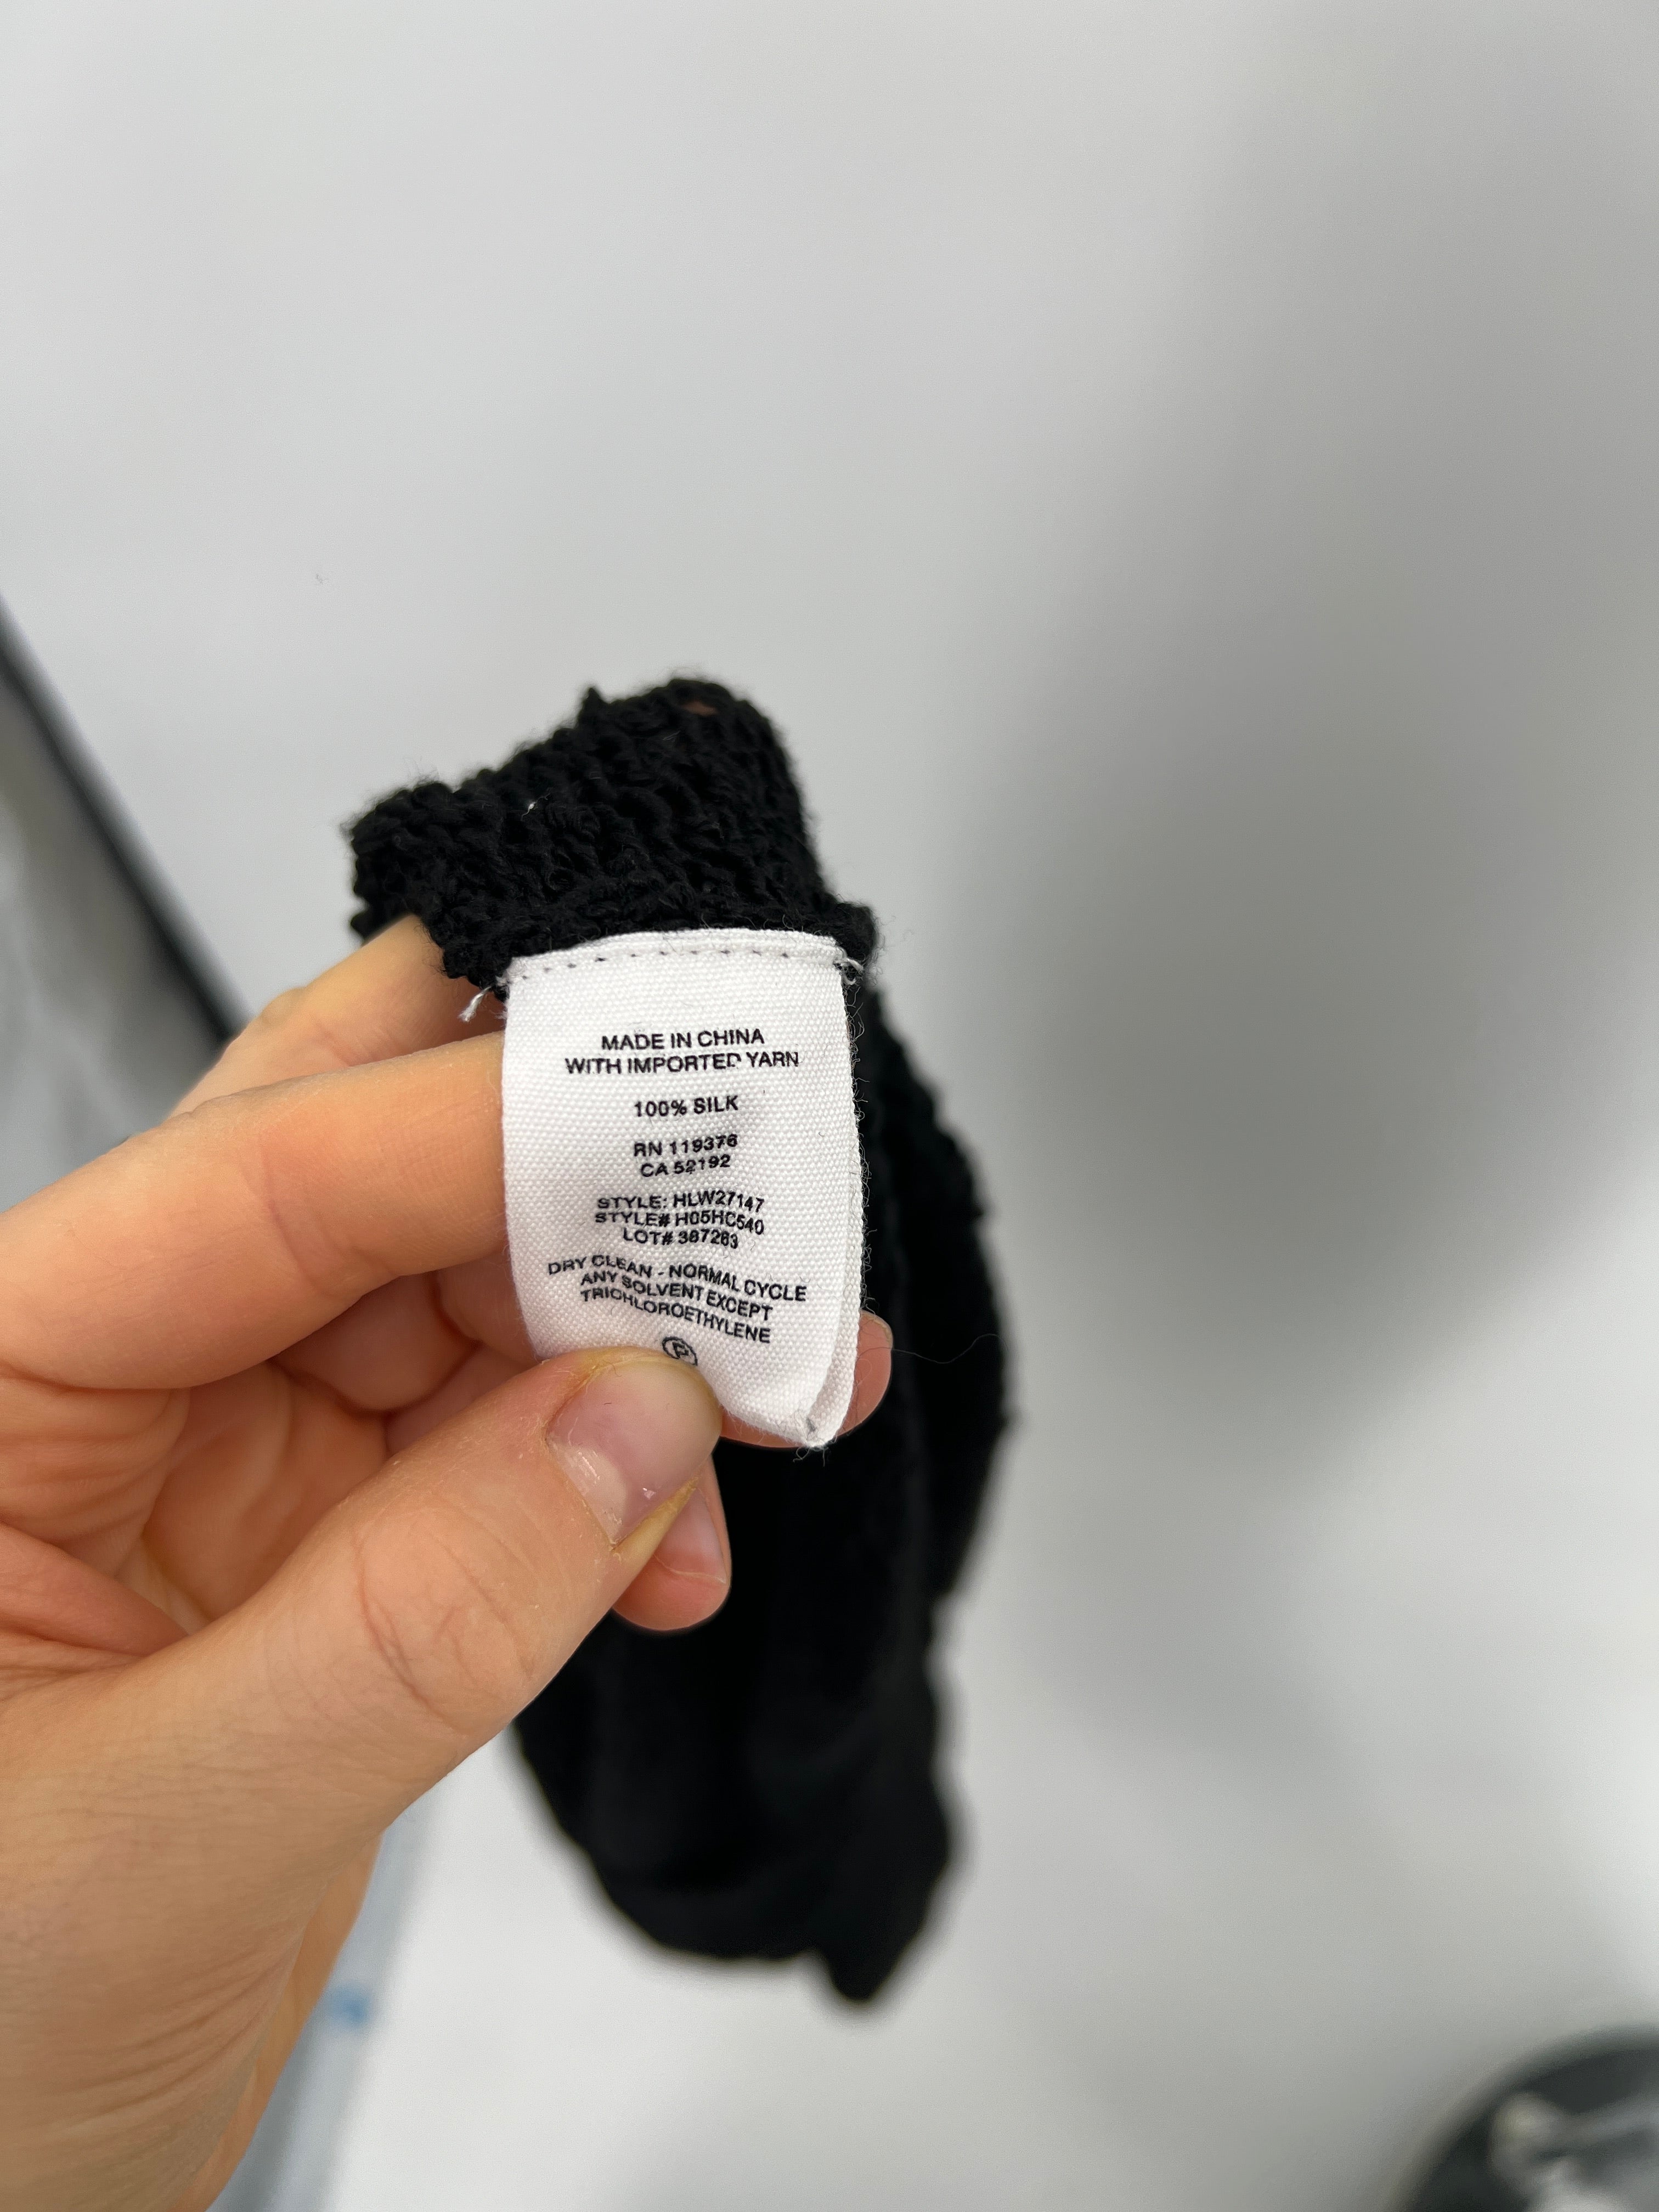 MADE IN CHINA
WITH IMPORTED YARN
100% SILK
RN 119376
CA 52192
STYLE: HLW27147
STYLE# H05HC540
LOT# 387283
DRY CLEAN - NORMAL CYCLE
ANY SOLVENT EXCEPT
TRICHLOROETHYLENE
P